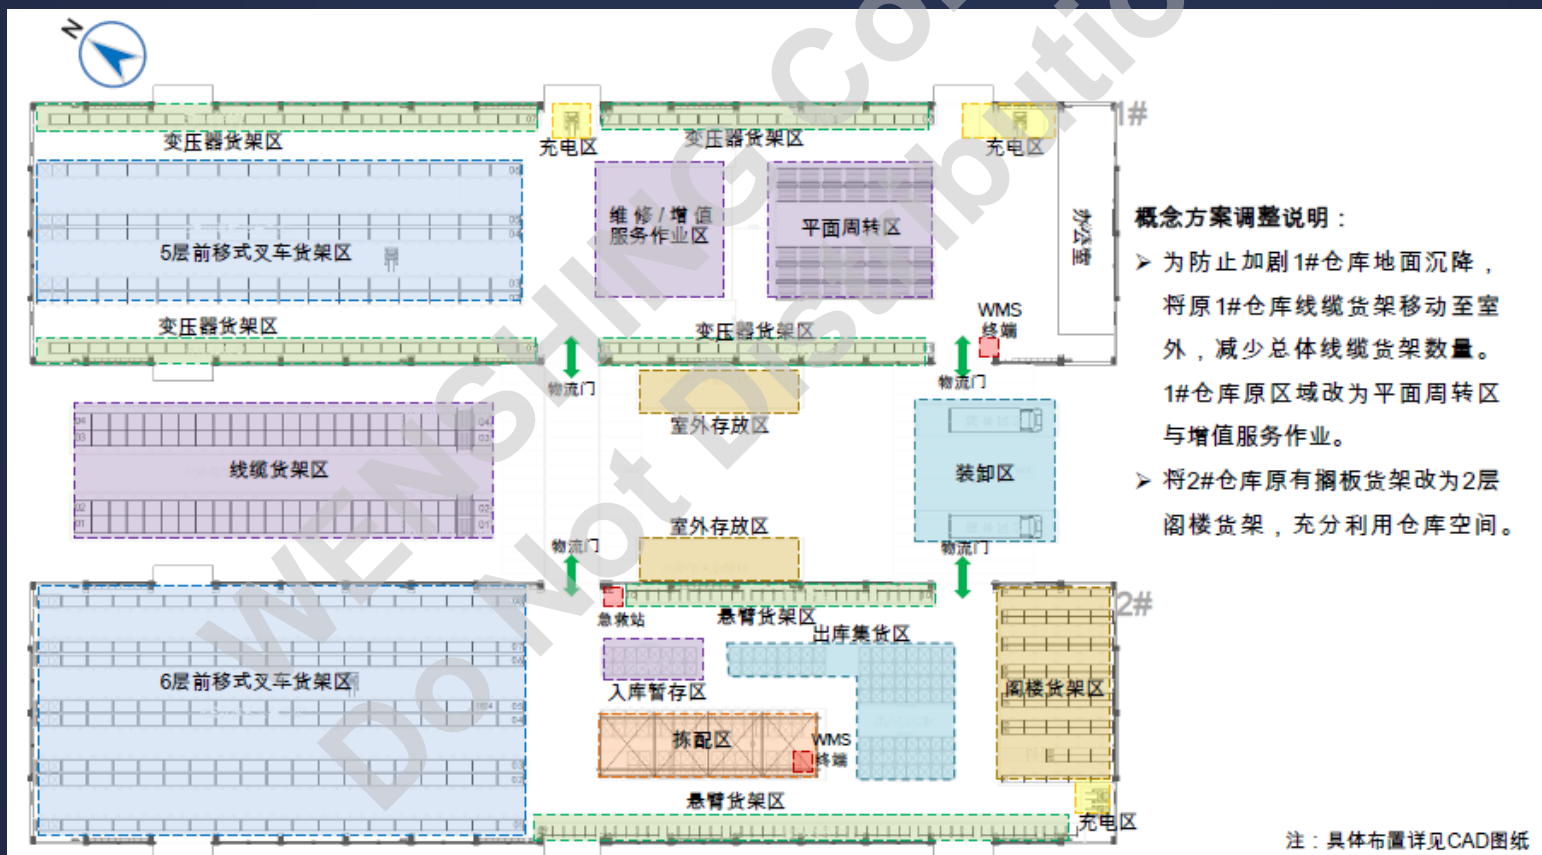 N
1#
变压器货架区
充电区
变压器货架区
充电区
维修/增值
服务作业区
平面周转区
办公室
5层前移式叉车货架区
变压器货架区
变压器货架区
WMS
终端
物流门
物流门
室外存放区
线缆货架区
装卸区
室外存放区
物流门
物流门
2#
急救站
悬臂货架区
出库集货区
6层前移式叉车货架区
入库暂存区
阁楼货架区
拣配区
WMS
终端
悬臂货架区
充电区
概念方案调整说明：
➢ 为防止加剧1#仓库地面沉降，
将原1#仓库线缆货架移动至室
外，减少总体线缆货架数量。
1#仓库原区域改为平面周转区
与增值服务作业。
➢ 将2#仓库原有搁板货架改为2层
阁楼货架，充分利用仓库空间。
注：具体布置详见CAD图纸
WENSHING Co
Do Not Distributio